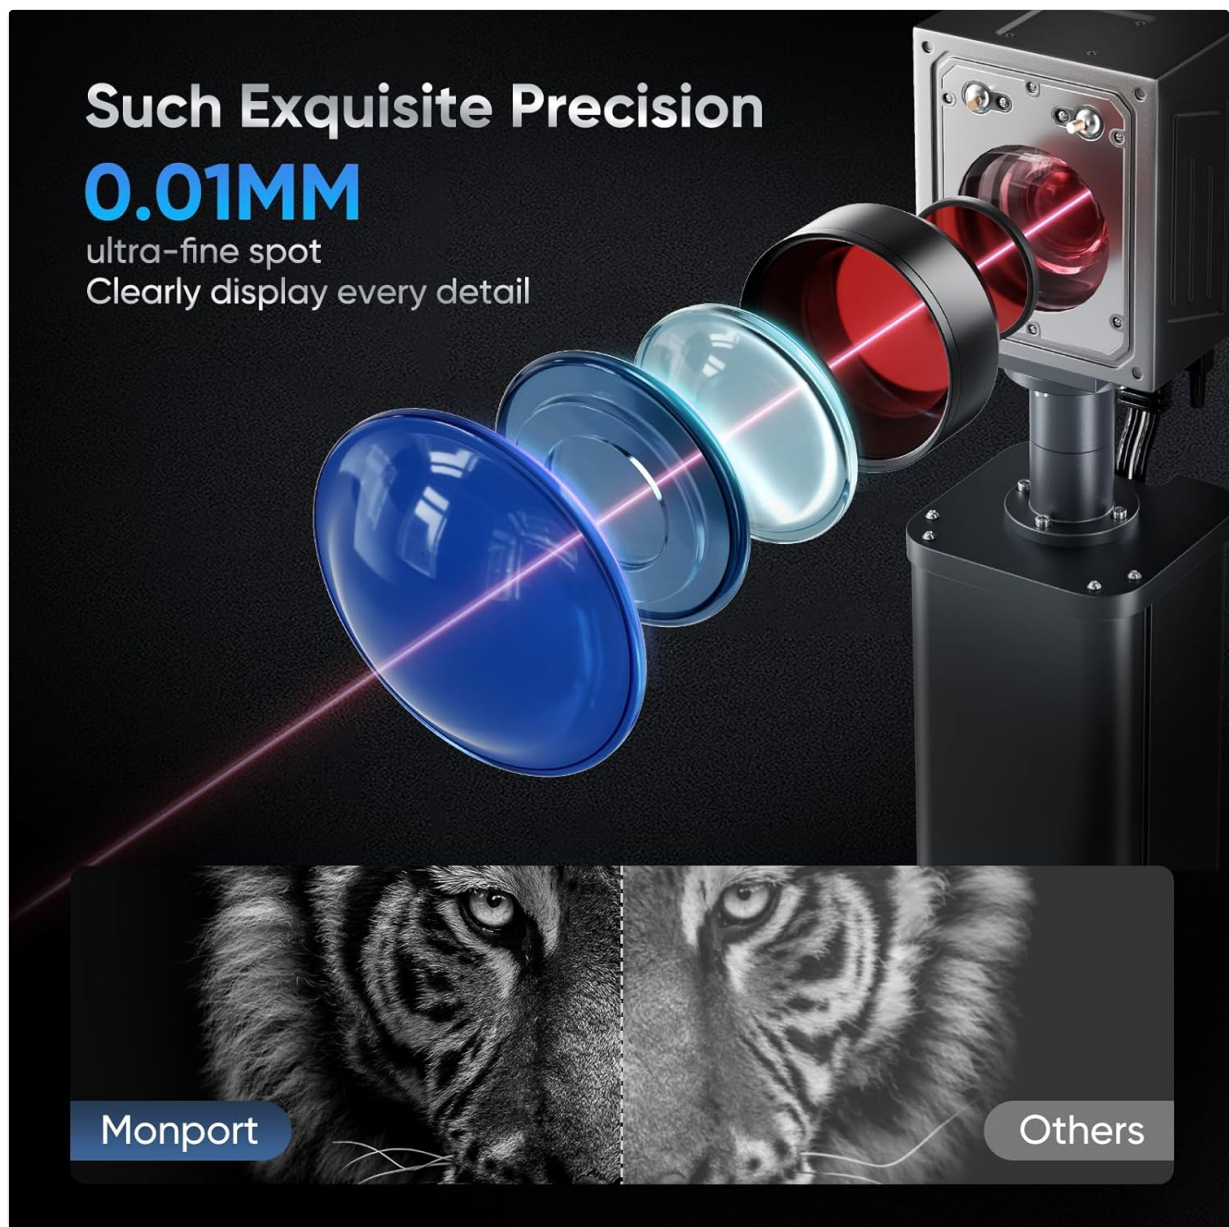 Such Exquisite Precision
0.01MM
ultra-fine spot
Clearly display every detail
Monport
Others